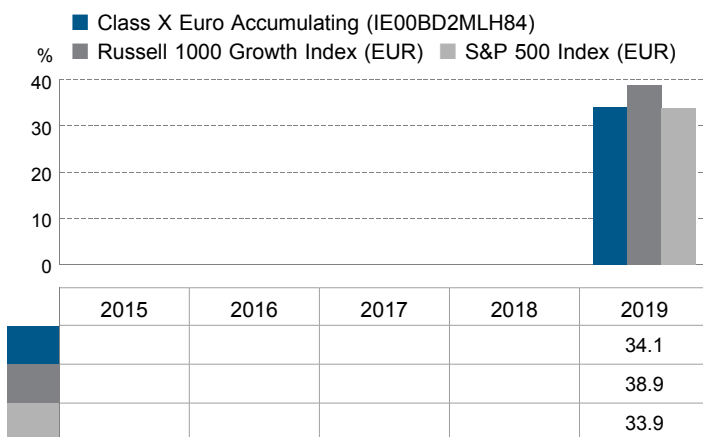 Class X Euro Accumulating (IE00BD2MLH84)
% Russell 1000 Growth Index (EUR) S&P 500 Index (EUR)
40
30
20
10
0
2015 2016 2017 2018 2019
34.1
38.9
33.9